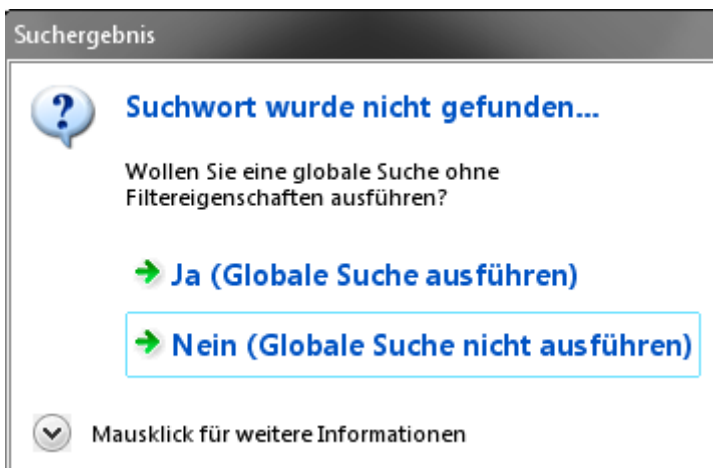 Suchergebnis
Suchwort wurde nicht gefunden...
Wollen Sie eine globale Suche ohne
Filtereigenschaften ausführen?
Ja (Globale Suche ausführen)
Nein (Globale Suche nicht ausführen)
Mausklick für weitere Informationen